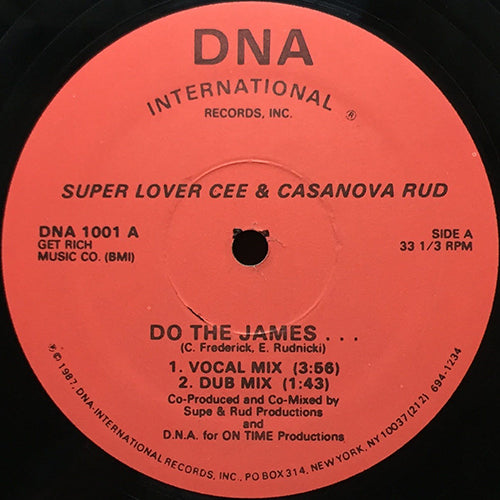 DNA
INTERNATIONAL ®
RECORDS, INC.
SUPER LOVER CEE & CASANOVA RUD
DNA 1001 A
GET RICH
MUSIC CO. (BMI)
SIDE A
33 1/3 RPM
DO THE JAMES . . .
(C. Frederick, E. Rudnicki)
1. VOCAL MIX (3:56)
2. DUB MIX (1:43)
Co-Produced and Co-Mixed by
Supe & Rud Productions
and
D.N.A. for ON TIME Productions
℗ © 1987, DNA-INTERNATIONAL RECORDS, INC., PO BOX 314, NEW YORK, NY 10037 (212) 694-1234